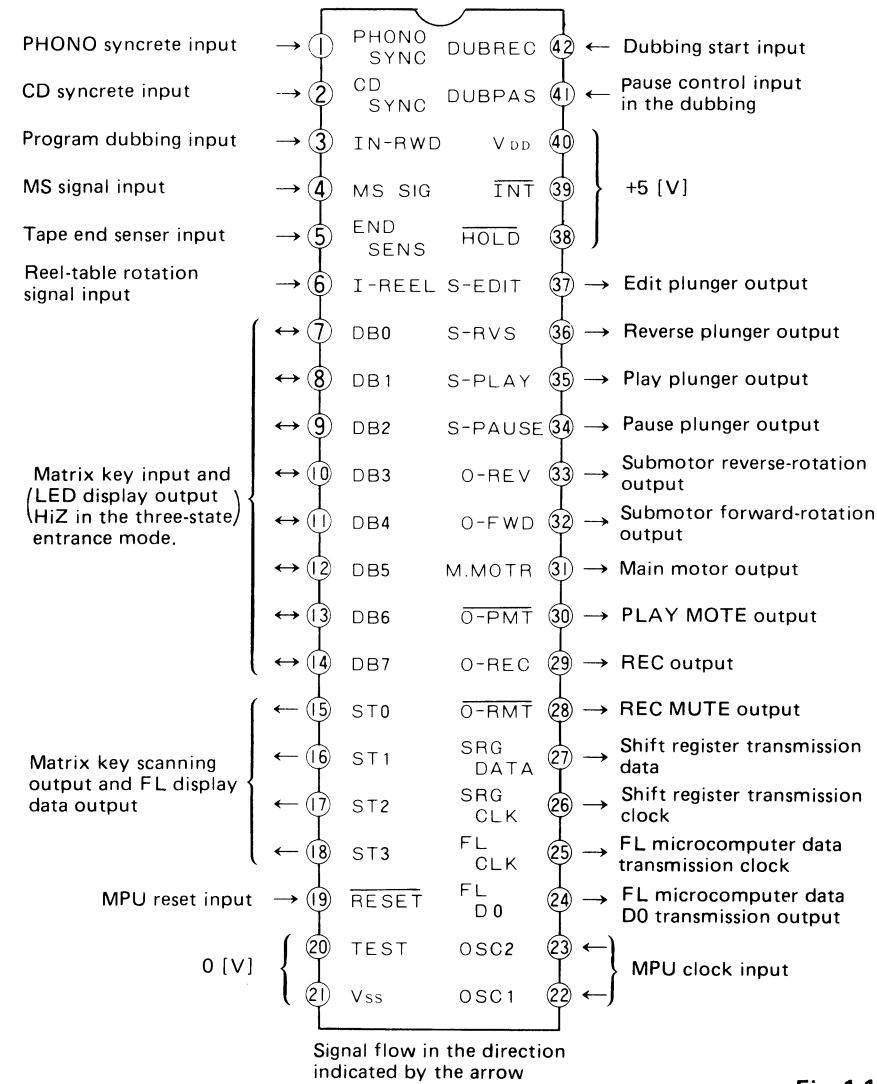 PHONO syncrete input → 1 PHONO SYNC DUBREC 42 ← Dubbing start input
CD syncrete input → 2 CD SYNC DUBPAS 41 ← pause control input in the dubbing
Program dubbing input → 3 IN-RWD VDD 40
MS signal input → 4 MS SIG INT 39 +5 [V]
Tape end senser input → 5 END SENS HOLD 38
Reel-table rotation signal input → 6 I-REEL S-EDIT 37 → Edit plunger output
↔ 7 DB0 S-RVS 36 → Reverse plunger output
↔ 8 DB1 S-PLAY 35 → Play plunger output
↔ 9 DB2 S-PAUSE 34 → Pause plunger output
Matrix key input and
(LED display output
HiZ in the three-state)
entrance mode.
↔ 10 DB3 O-REV 33 → Submotor reverse-rotation output
↔ 11 DB4 O-FWD 32 → Submotor forward-rotation output
↔ 12 DB5 M.MOTR 31 → Main motor output
↔ 13 DB6 O-PMT 30 → PLAY MOTE output
↔ 14 DB7 O-REC 29 → REC output
← 15 ST0 O-RMT 28 → REC MUTE output
Matrix key scanning
output and FL display
data output
← 16 ST1 SRG DATA 27 → Shift register transmission data
← 17 ST2 SRG CLK 26 → Shift register transmission clock
← 18 ST3 FL CLK 25 → FL microcomputer data transmission clock
MPU reset input → 19 RESET FL D0 24 → FL microcomputer data D0 transmission output
0 [V] 20 TEST OSC2 23 ← MPU clock input
21 Vss OSC1 22 ←
Signal flow in the direction
indicated by the arrow